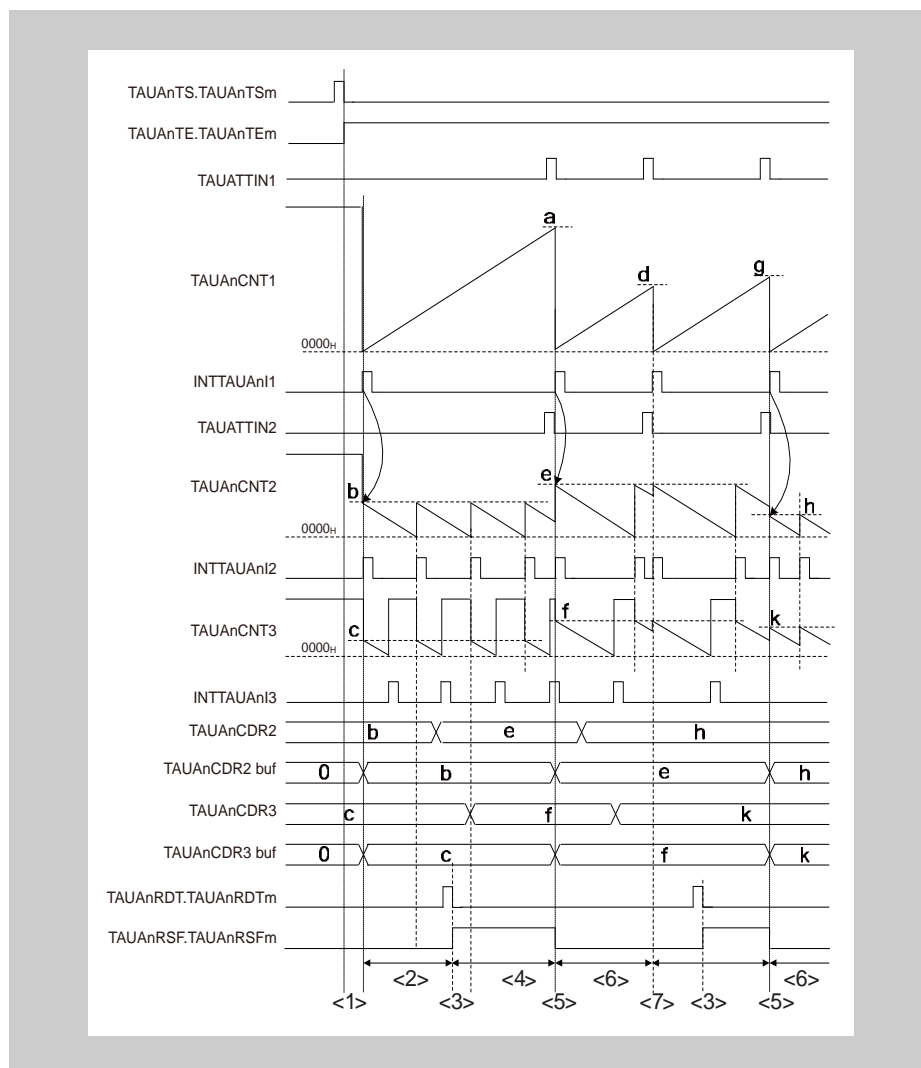 TAUAnTS.TAUAnTSm
TAUAnTE.TAUAnTEm
TAUATTIN1
a
d
g
TAUAnCNT1
0000H
INTTAUAnI1
TAUATTIN2
e
TAUAnCNT2
b
h
0000H
INTTAUAnI2
f
k
TAUAnCNT3
c
0000H
INTTAUAnI3
TAUAnCDR2
b e h
TAUAnCDR2 buf
0 b e h
TAUAnCDR3
c f k
TAUAnCDR3 buf
0 c f k
TAUAnRDT.TAUAnRDTm
TAUAnRSF.TAUAnRSFm
<2> <4> <6> <6>
<1> <3> <5> <7> <3> <5>